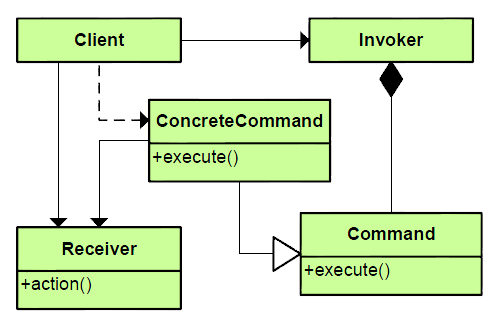 Client
Invoker
ConcreteCommand
+execute()
Receiver
+action()
Command
+execute()